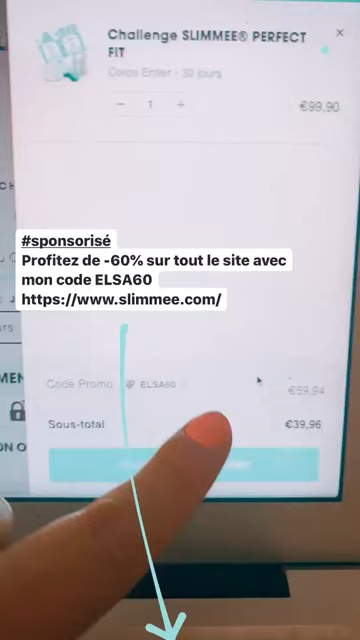 Challenge SLIMMEE® PERFECT
FIT
Corps Entier • 30 jours
1
€99,90
#sponsorisé
Profitez de -60% sur tout le site avec
mon code ELSA60
https://www.slimmee.com/
Code Promo ELSA60
€59,94
Sous-total €39,96